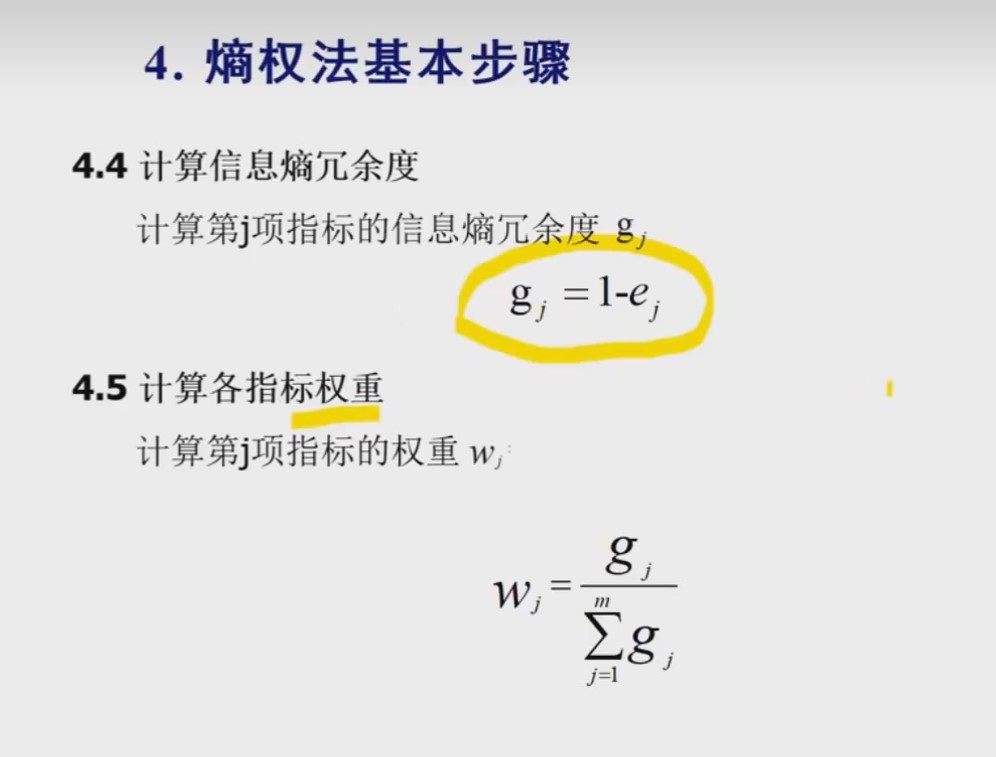 4. 熵权法基本步骤
4.4 计算信息熵冗余度
计算第j项指标的信息熵冗余度 g_j
g_j = 1-e_j
4.5 计算各指标权重
计算第j项指标的权重 w_j:
w_j = \frac{g_j}{\sum_{j=1}^{m} g_j}